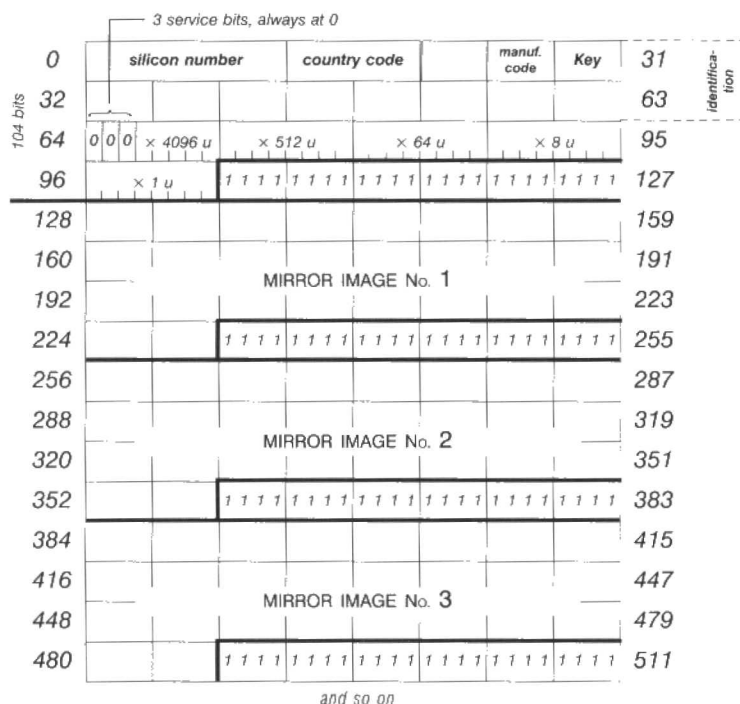 3 service bits, always at 0
0 silicon number country code manuf. code Key 31
32 63
identifica-tion
104 bits
64 0 0 0 × 4096 u × 512 u × 64 u × 8 u 95
96 × 1 u 1 1 1 1 1 1 1 1 1 1 1 1 1 1 1 1 1 1 1 1 1 1 1 1 127
128 159
160 191
MIRROR IMAGE No. 1
192 223
224 1 1 1 1 1 1 1 1 1 1 1 1 1 1 1 1 1 1 1 1 1 1 1 1 255
256 287
288 319
MIRROR IMAGE No. 2
320 351
352 1 1 1 1 1 1 1 1 1 1 1 1 1 1 1 1 1 1 1 1 1 1 1 1 383
384 415
416 447
MIRROR IMAGE No. 3
448 479
480 1 1 1 1 1 1 1 1 1 1 1 1 1 1 1 1 1 1 1 1 1 1 1 1 511
and so on